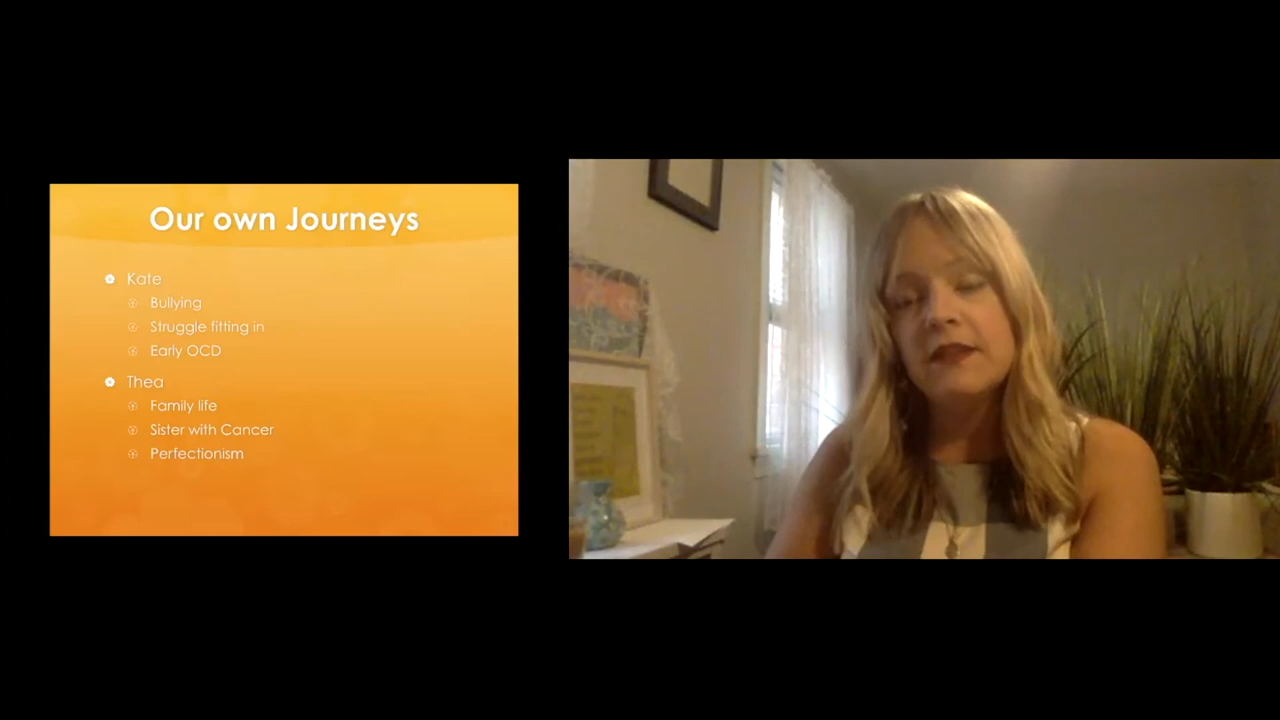 Our own Journeys
Kate
Bullying
Struggle fitting in
Early OCD
Thea
Family life
Sister with Cancer
Perfectionism